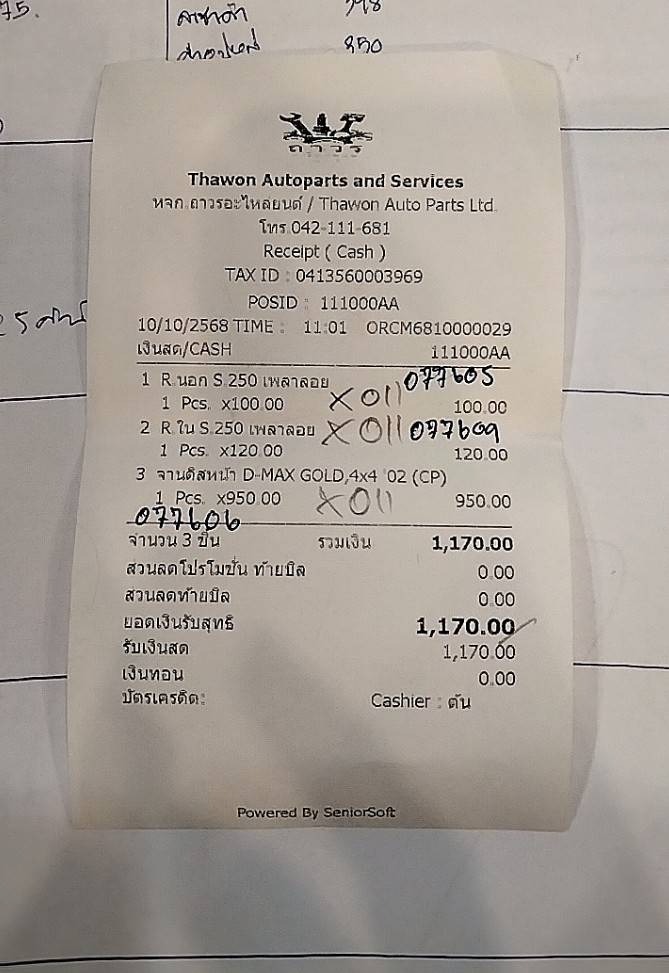 75.
350
ถาวร
Thawon Autoparts and Services
หจก.ถาวรอะไหล่ยนต์ / Thawon Auto Parts Ltd.
โทร.042-111-681
Receipt ( Cash )
TAX ID : 0413560003969
POSID : 111000AA
10/10/2568 TIME : 11:01 ORCM6810000029
เงินสด/CASH 111000AA
1 R.นอก S.250 เพลาลอย 077605
1 Pcs. x100.00 X011 100.00
2 R.ใน S.250 เพลาลอย X011 077609
1 Pcs. x120.00 120.00
3 จานดิสหน้า D-MAX GOLD,4x4 '02 (CP)
1 Pcs. x950.00 X011 950.00
077606
จำนวน 3 ชิ้น รวมเงิน 1,170.00
ส่วนลดโปรโมชั่น ท้ายบิล 0.00
ส่วนลดท้ายบิล 0.00
ยอดเงินรับสุทธิ 1,170.00
รับเงินสด 1,170.00
เงินทอน 0.00
บัตรเครดิต: Cashier : ตั้น
Powered By SeniorSoft